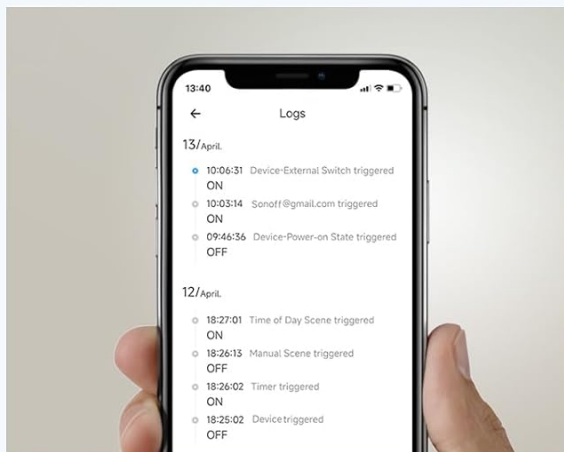 13:40
Logs
13/April.
10:06:31 Device-External Switch triggered
ON
10:03:14 Sonoff@gmail.com triggered
ON
09:46:36 Device-Power-on State triggered
OFF
12/April.
18:27:01 Time of Day Scene triggered
ON
18:26:13 Manual Scene triggered
OFF
18:26:02 Timer triggered
ON
18:25:02 Device triggered
OFF